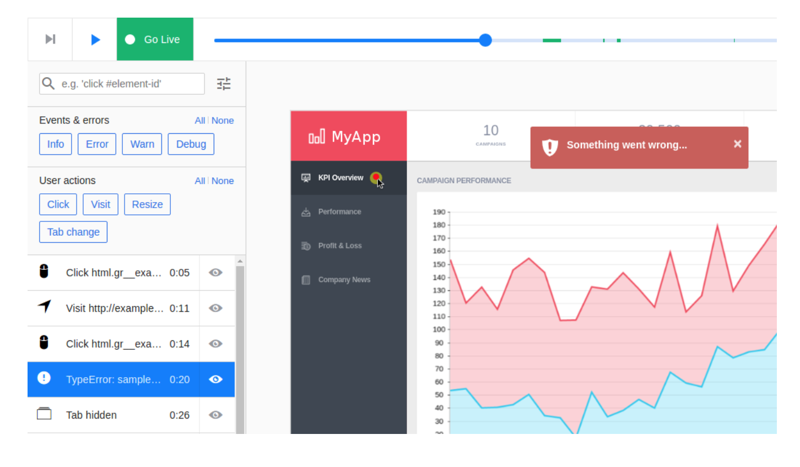 Go Live
e.g. 'click #element-id'
Events & errors All None
Info Error Warn Debug
User actions All None
Click Visit Resize
Tab change
Click html.gr__exa... 0:05
Visit http://example... 0:11
Click html.gr__exa... 0:14
TypeError: sample... 0:20
Tab hidden 0:26
MyApp
10
CAMPAIGNS
Something went wrong... ×
KPI Overview
Performance
Profit & Loss
Company News
CAMPAIGN PERFORMANCE
190
180
170
160
150
140
130
120
110
100
90
80
70
60
50
40